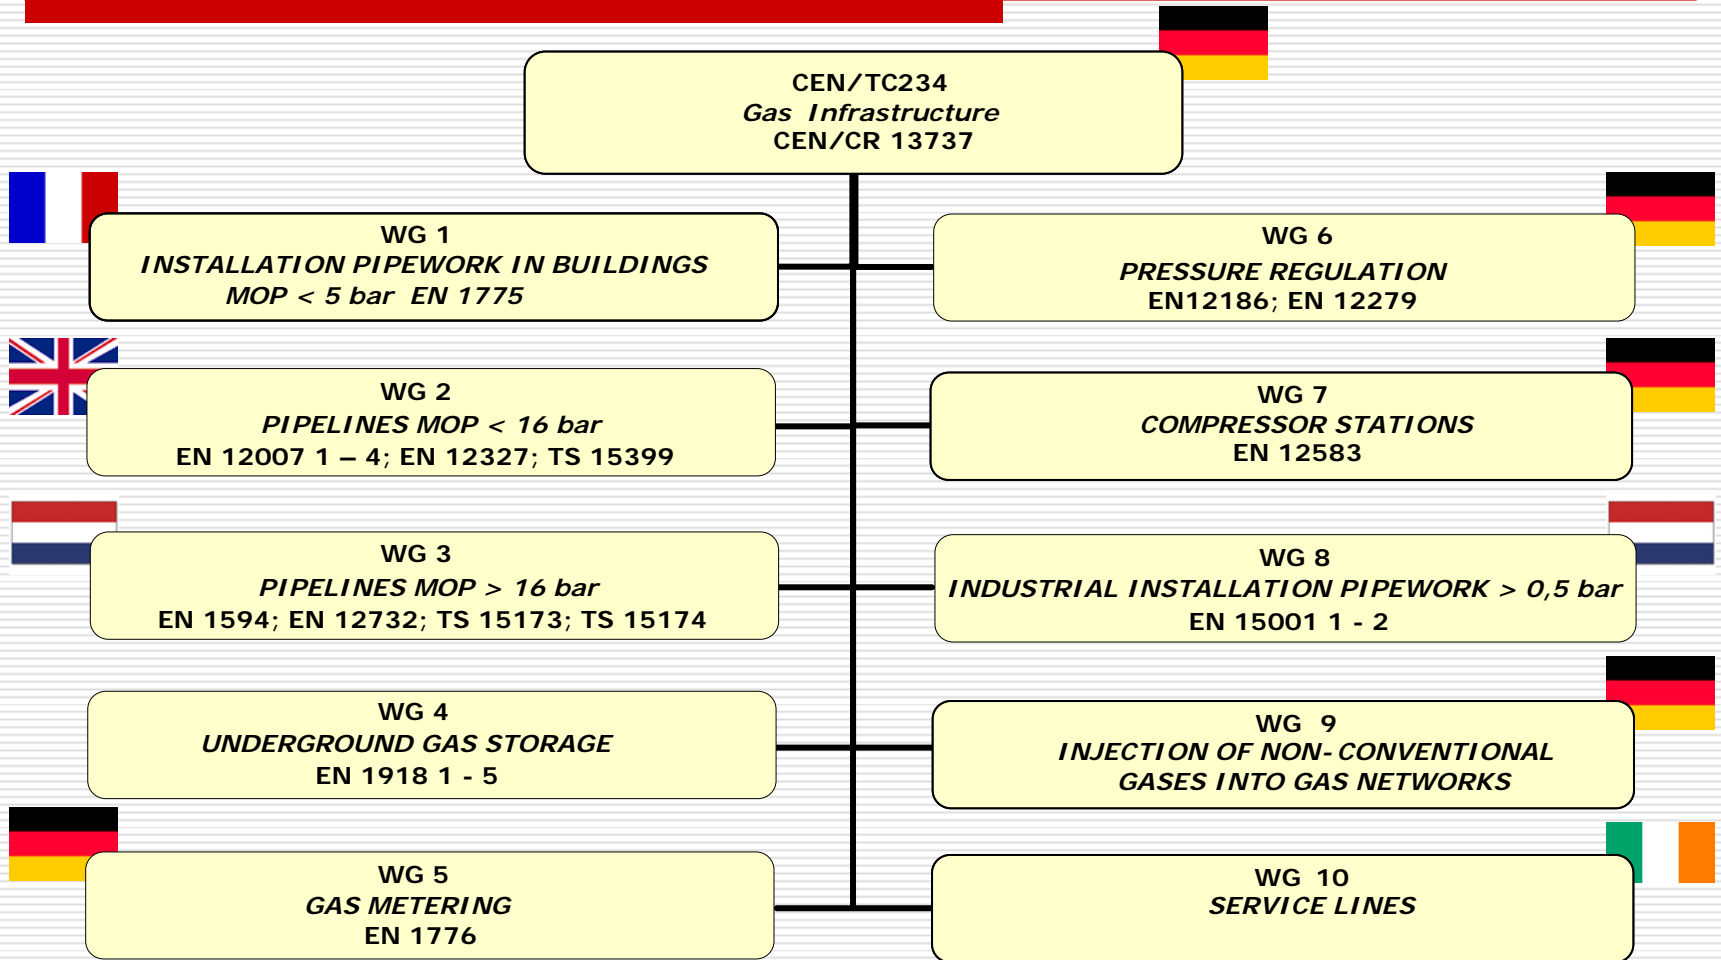 CEN/TC234
Gas Infrastructure
CEN/CR 13737
WG 1
INSTALLATION PIPEWORK IN BUILDINGS
MOP < 5 bar EN 1775
WG 2
PIPELINES MOP < 16 bar
EN 12007 1 – 4; EN 12327; TS 15399
WG 3
PIPELINES MOP > 16 bar
EN 1594; EN 12732; TS 15173; TS 15174
WG 4
UNDERGROUND GAS STORAGE
EN 1918 1 - 5
WG 5
GAS METERING
EN 1776
WG 6
PRESSURE REGULATION
EN12186; EN 12279
WG 7
COMPRESSOR STATIONS
EN 12583
WG 8
INDUSTRIAL INSTALLATION PIPEWORK > 0,5 bar
EN 15001 1 - 2
WG 9
INJECTION OF NON-CONVENTIONAL
GASES INTO GAS NETWORKS
WG 10
SERVICE LINES